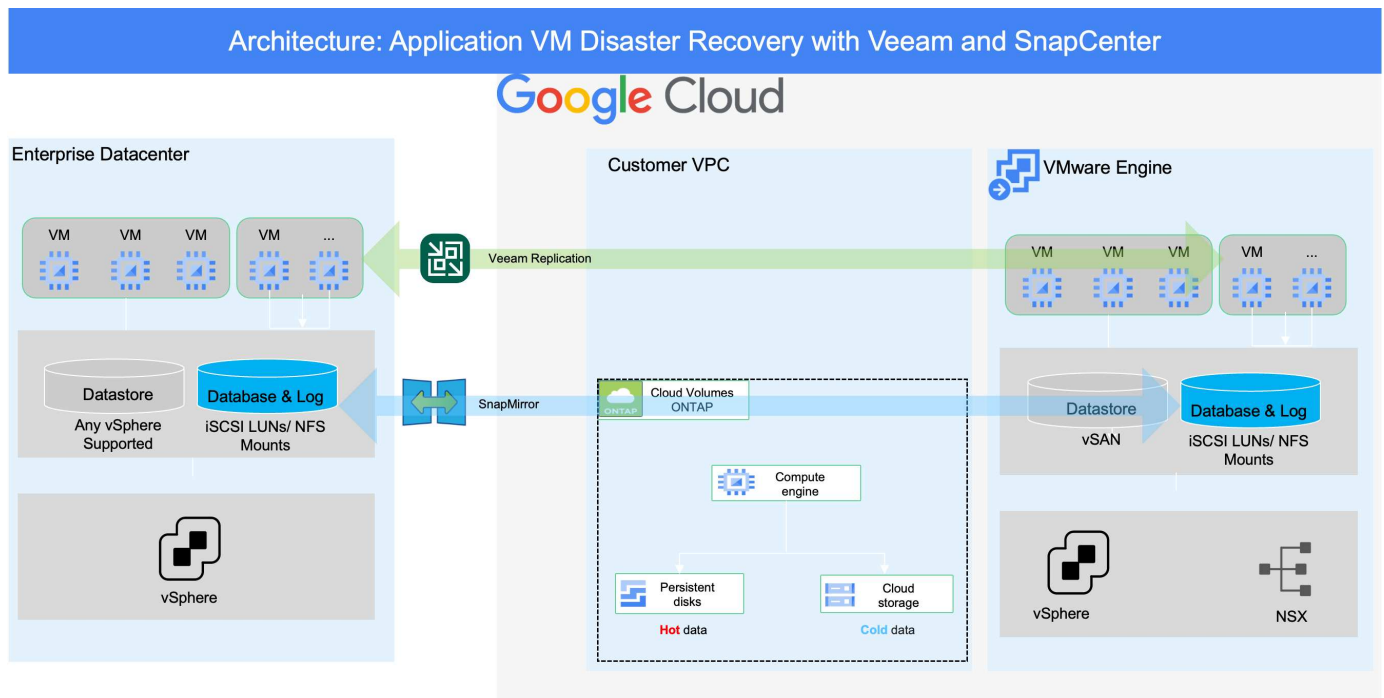 Architecture: Application VM Disaster Recovery with Veeam and SnapCenter
Google Cloud
Enterprise Datacenter
VM
VM
VM
VM
...
Datastore
Any vSphere
Supported
Database & Log
iSCSI LUNs/ NFS
Mounts
vSphere
Veeam Replication
SnapMirror
Customer VPC
ONTAP
Cloud Volumes
ONTAP
Compute
engine
Persistent
disks
Hot data
Cloud
storage
Cold data
VMware Engine
VM
VM
VM
VM
...
Datastore
vSAN
Database & Log
iSCSI LUNs/ NFS
Mounts
vSphere
NSX